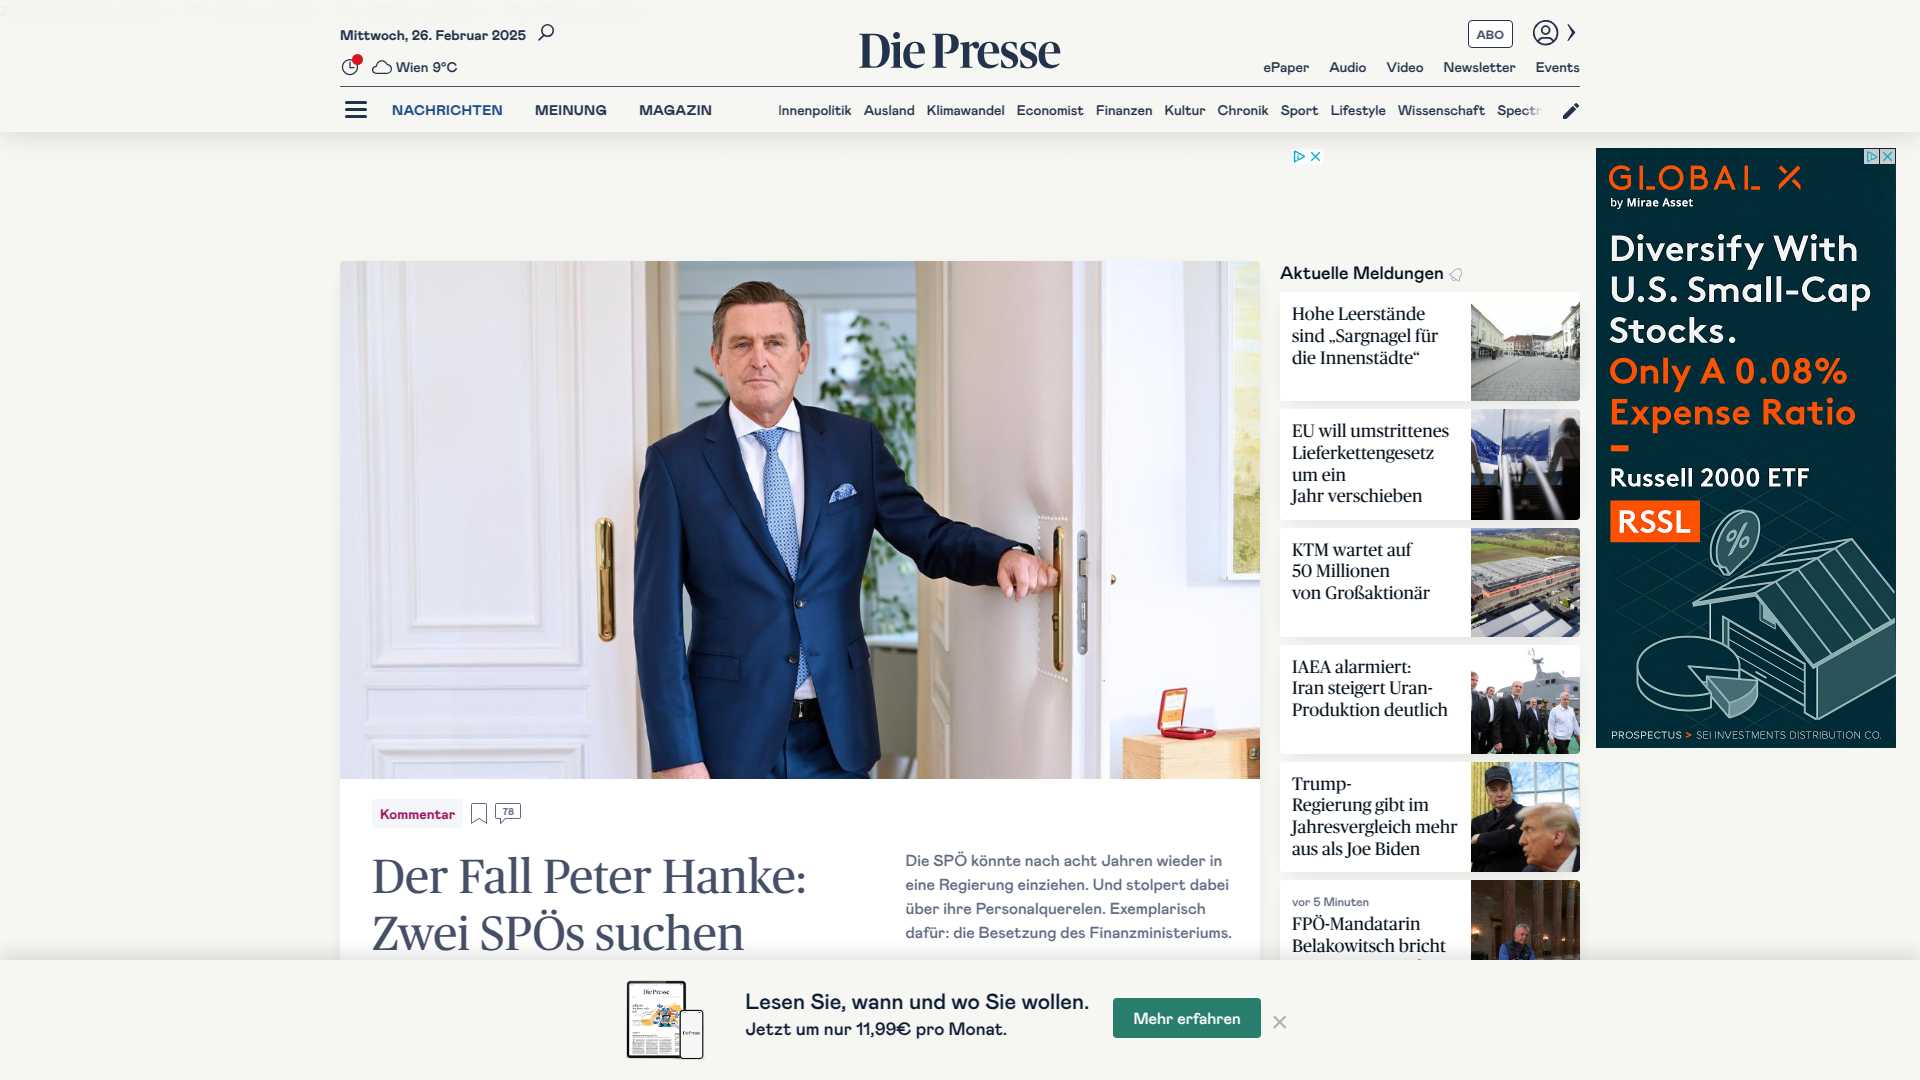 Mittwoch, 26. Februar 2025
Wien 9°C
Die Presse
ABO
ePaper Audio Video Newsletter Events
NACHRICHTEN MEINUNG MAGAZIN
Innenpolitik Ausland Klimawandel Economist Finanzen Kultur Chronik Sport Lifestyle Wissenschaft Spectr
Kommentar
78
Der Fall Peter Hanke:
Zwei SPÖs suchen
Die SPÖ könnte nach acht Jahren wieder in
eine Regierung einziehen. Und stolpert dabei
über ihre Personalquerelen. Exemplarisch
dafür: die Besetzung des Finanzministeriums.
Aktuelle Meldungen
Hohe Leerstände
sind „Sargnagel für
die Innenstädte“
EU will umstrittenes
Lieferkettengesetz
um ein
Jahr verschieben
KTM wartet auf
50 Millionen
von Großaktionär
IAEA alarmiert:
Iran steigert Uran-
Produktion deutlich
Trump-
Regierung gibt im
Jahresvergleich mehr
aus als Joe Biden
vor 5 Minuten
FPÖ-Mandatarin
Belakowitsch bricht
GLOBAL X
by Mirae Asset
Diversify With
U.S. Small-Cap
Stocks.
Only A 0.08%
Expense Ratio
Russell 2000 ETF
RSSL
%
PROSPECTUS > SEI INVESTMENTS DISTRIBUTION CO.
Die Presse
Die Presse
Lesen Sie, wann und wo Sie wollen.
Jetzt um nur 11,99€ pro Monat.
Mehr erfahren